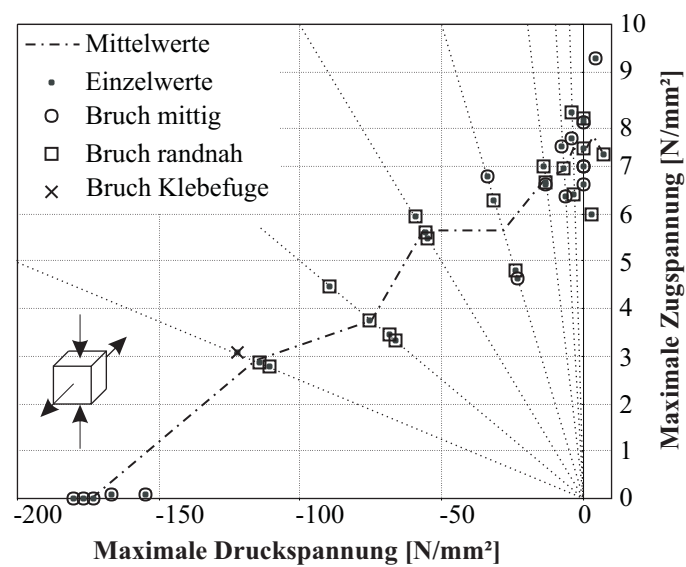 Mittelwerte
Einzelwerte
Bruch mittig
Bruch randnah
Bruch Klebefuge
10
9
8
7
6
5
4
3
2
1
0
Maximale Zugspannung [N/mm²]
-200
-150
-100
-50
0
10
Maximale Druckspannung [N/mm²]